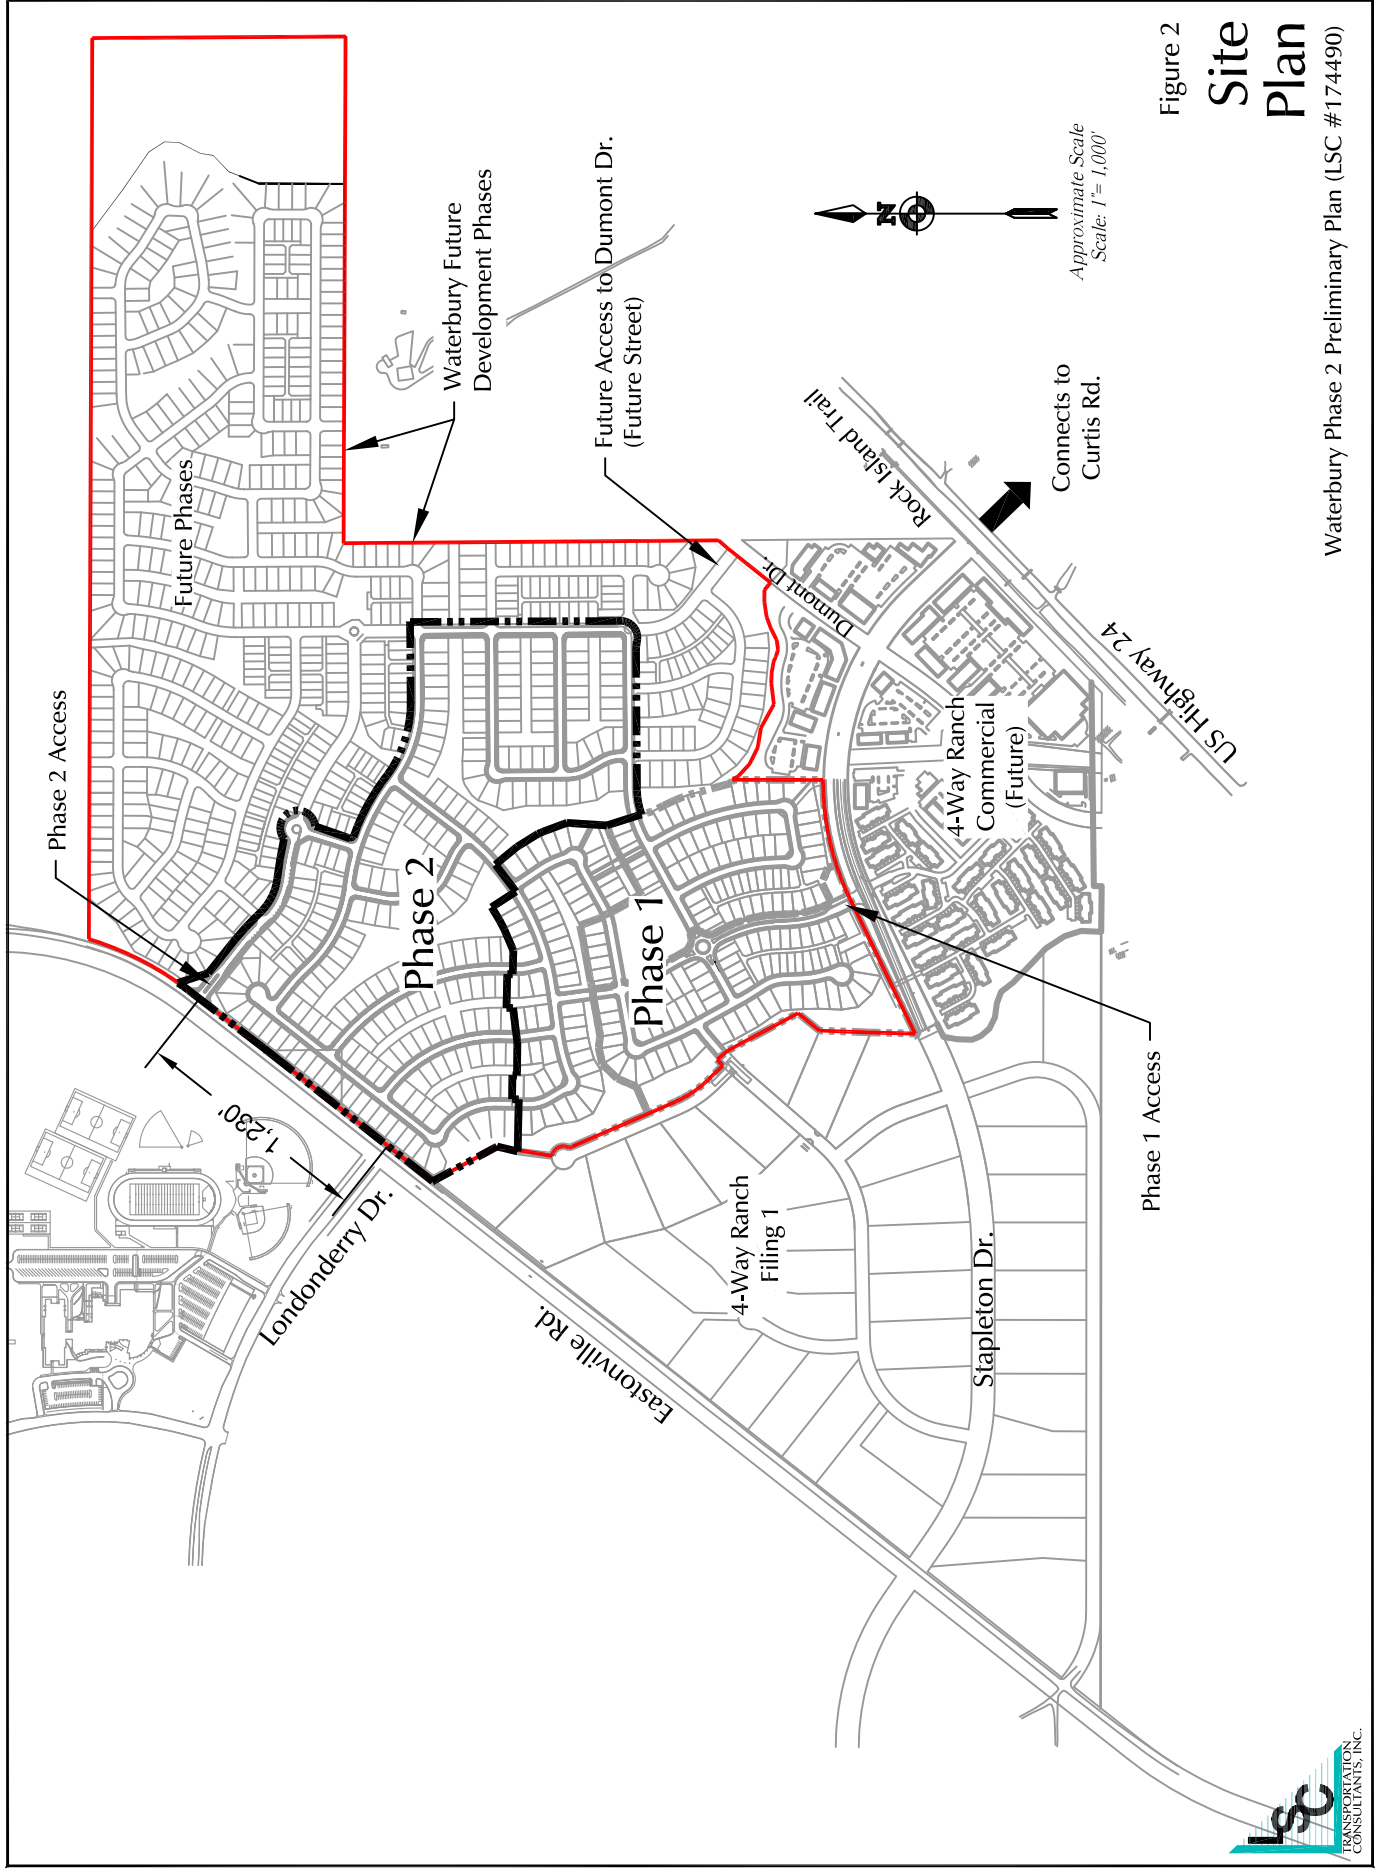 Figure 2
Site
Plan
Waterbury Phase 2 Preliminary Plan (LSC #174490)
Approximate Scale
Scale: 1"= 1,000'
N
Phase 2 Access
Future Phases
Waterbury Future
Development Phases
Future Access to Dumont Dr.
(Future Street)
Dumont Dr.
Rock Island Trail
Connects to
Curtis Rd.
US Highway 24
4-Way Ranch
Commercial
(Future)
Phase 2
Phase 1
1,280'
Londonderry Dr.
Eastonville Rd.
4-Way Ranch
Filing 1
Stapleton Dr.
Phase 1 Access
LSC
TRANSPORTATION
CONSULTANTS, INC.